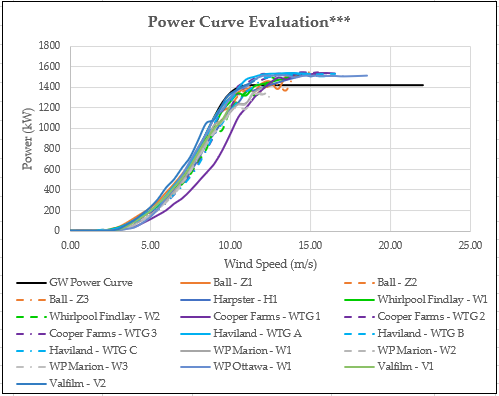 Power Curve Evaluation***
1800
1600
1400
1200
1000
800
600
400
200
0
Power (kW)
0.00 5.00 10.00 15.00 20.00 25.00
Wind Speed (m/s)
GW Power Curve Ball - Z1 Ball - Z2
Ball - Z3 Harpster - H1 Whirlpool Findlay - W1
Whirlpool Findlay - W2 Cooper Farms - WTG 1 Cooper Farms - WTG 2
Cooper Farms - WTG 3 Haviland - WTG A Haviland - WTG B
Haviland - WTG C WP Marion - W1 WP Marion - W2
WP Marion - W3 WP Ottawa - W1 Valfilm - V1
Valfilm - V2